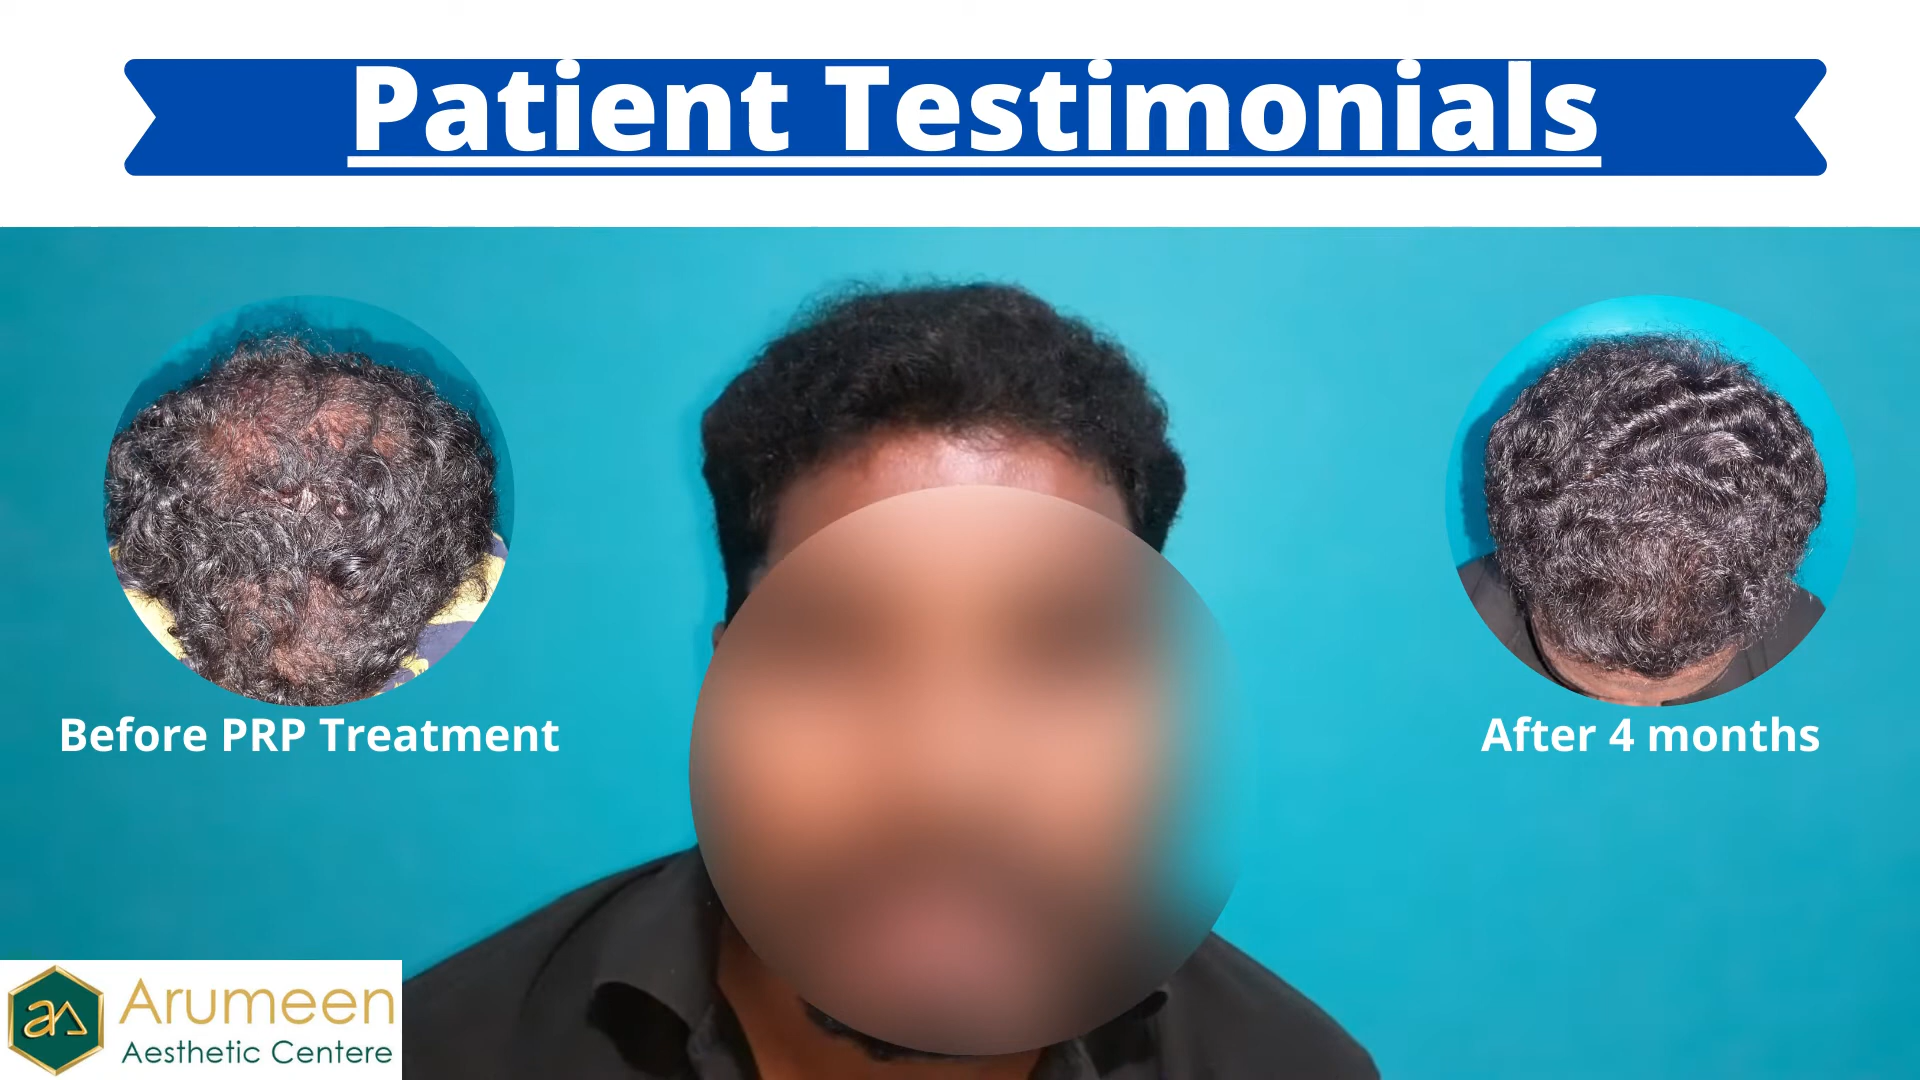 Patient Testimonials
Before PRP Treatment
After 4 months
Arumeen
Aesthetic Centere